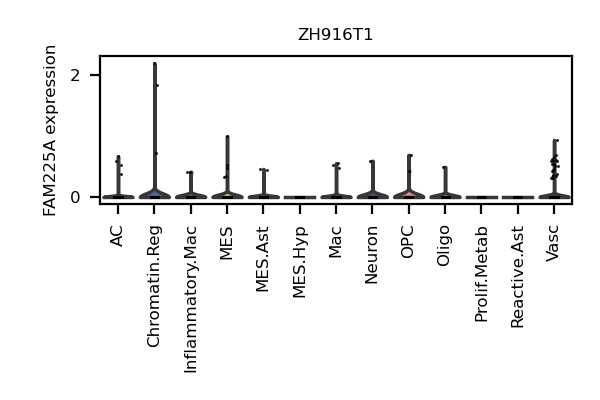 ZH916T1
FAM225A expression
2
0
AC
Chromatin.Reg
Inflammatory.Mac
MES
MES.Ast
MES.Hyp
Mac
Neuron
OPC
Oligo
Prolif.Metab
Reactive.Ast
Vasc